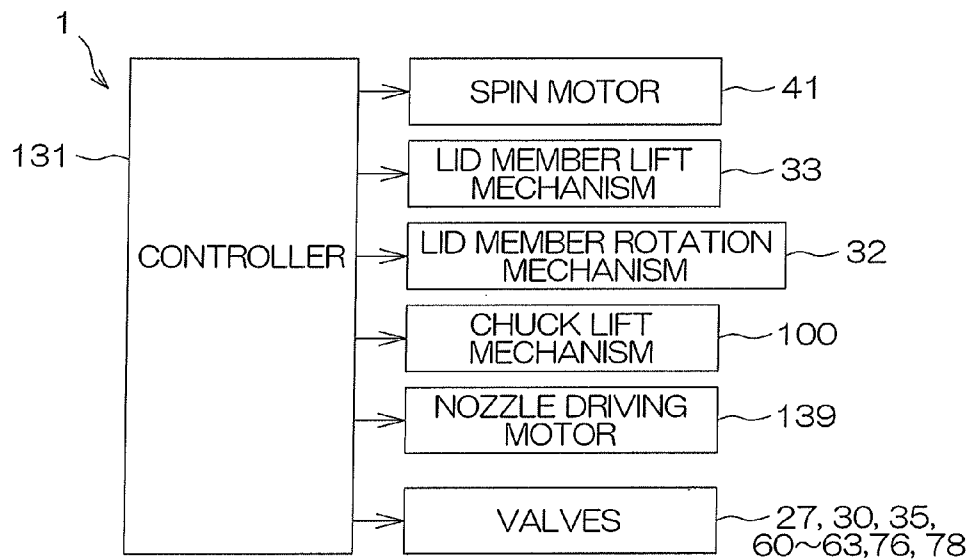 1
131
CONTROLLER
SPIN MOTOR
41
LID MEMBER LIFT
MECHANISM
33
LID MEMBER ROTATION
MECHANISM
32
CHUCK LIFT
MECHANISM
100
NOZZLE DRIVING
MOTOR
139
VALVES
27, 30, 35,
60~63,76, 78